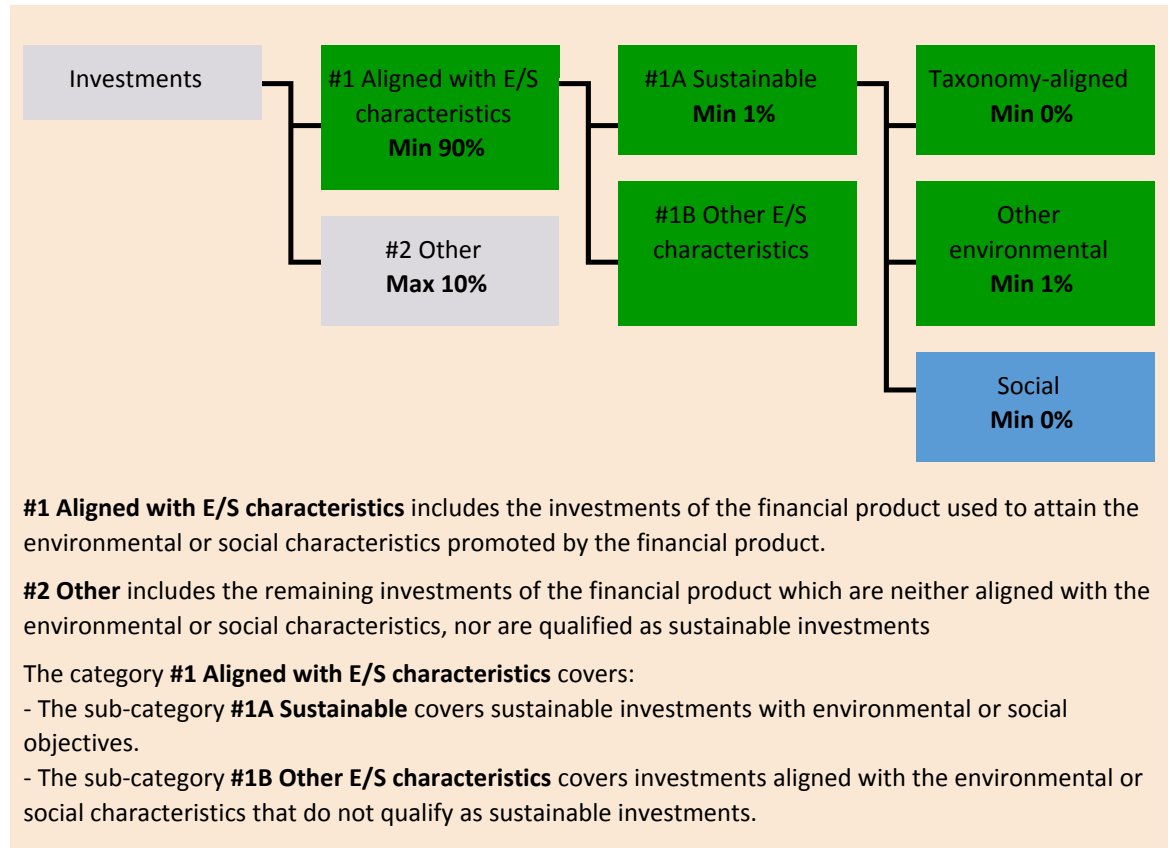 Investments
#1 Aligned with E/S
characteristics
Min 90%
#2 Other
Max 10%
#1A Sustainable
Min 1%
#1B Other E/S
characteristics
Taxonomy-aligned
Min 0%
Other
environmental
Min 1%
Social
Min 0%
#1 Aligned with E/S characteristics includes the investments of the financial product used to attain the
environmental or social characteristics promoted by the financial product.
#2 Other includes the remaining investments of the financial product which are neither aligned with the
environmental or social characteristics, nor are qualified as sustainable investments
The category #1 Aligned with E/S characteristics covers:
- The sub-category #1A Sustainable covers sustainable investments with environmental or social
objectives.
- The sub-category #1B Other E/S characteristics covers investments aligned with the environmental or
social characteristics that do not qualify as sustainable investments.